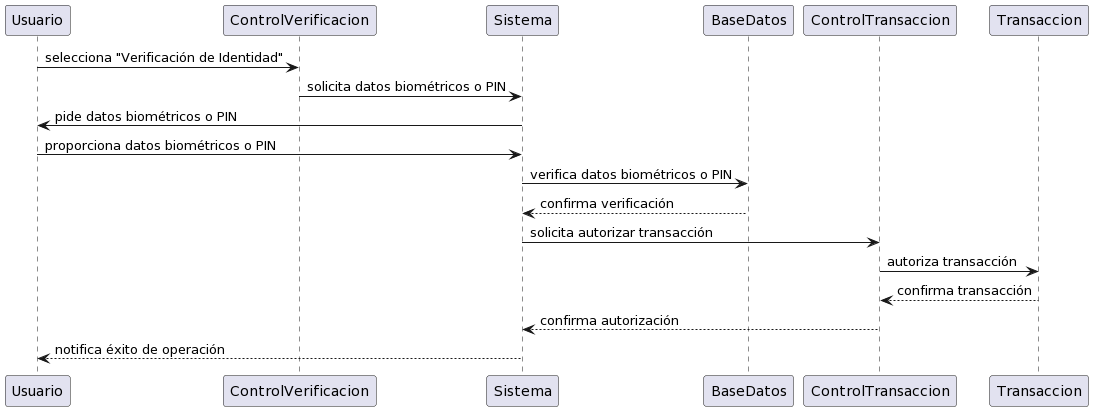 Usuario ControlVerificacion Sistema BaseDatos ControlTransaccion Transaccion
selecciona "Verificación de Identidad"
solicita datos biométricos o PIN
pide datos biométricos o PIN
proporciona datos biométricos o PIN
verifica datos biométricos o PIN
confirma verificación
solicita autorizar transacción
autoriza transacción
confirma transacción
confirma autorización
notifica éxito de operación
Usuario ControlVerificacion Sistema BaseDatos ControlTransaccion Transaccion